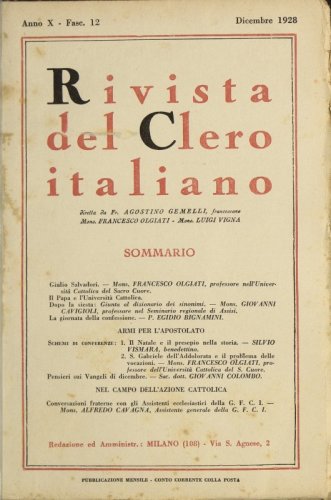 Anno X - Fasc. 12 Dicembre 1928
Rivista
del Clero
italiano
diretta da Fr. AGOSTINO GEMELLI, francescano
Mons. FRANCESCO OLGIATI - Mons. LUIGI VIGNA
SOMMARIO
Giulio Salvadori. — Mons. FRANCESCO OLGIATI, professore nell'Univer-
sità Cattolica del Sacro Cuore.
Il Papa e l'Università Cattolica.
Dopo la siesta: Giunta al dizionario dei sinonimi. — Mons. GIOVANNI
CAVIGIOLI, professore nel Seminario regionale di Assisi.
La giornata della confessione. — P. EGIDIO BIGNAMINI.
ARMI PER L'APOSTOLATO
SCHEMI DI CONFERENZE: 1. Il Natale e il presepio nella storia. — SILVIO
VISMARA, benedettino.
2. S. Gabriele dell'Addolorata e il problema delle
vocazioni. — Mons. FRANCESCO OLGIATI, pro-
fessore dell'Università Cattolica del S. Cuore.
Pensieri sui Vangeli di dicembre. — Sac. dott. GIOVANNI COLOMBO.
NEL CAMPO DELL'AZIONE CATTOLICA
Conversazioni fraterne con gli Assistenti ecclesiastici della G. F. C. I. —
Mons. ALFREDO CAVAGNA, Assistente generale della G. F. C. I.
Redazione ed Amministr.: MILANO (108) - Via S. Agnese, 2
PUBBLICAZIONE MENSILE - CONTO CORRENTE COLLA POSTA